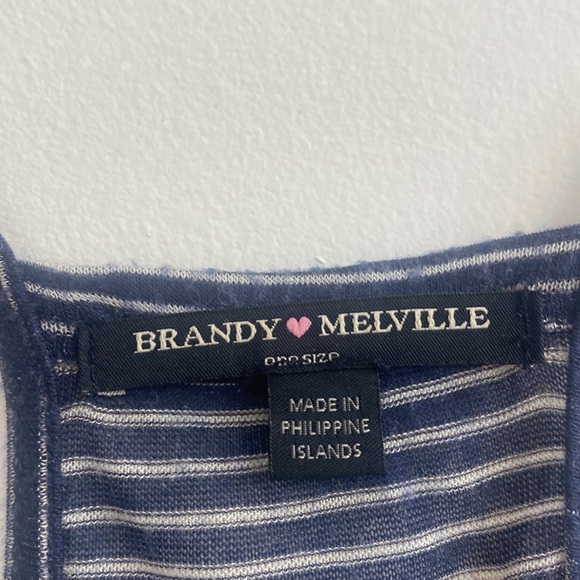 BRANDY MELVILLE
one size
MADE IN
PHILIPPINE
ISLANDS